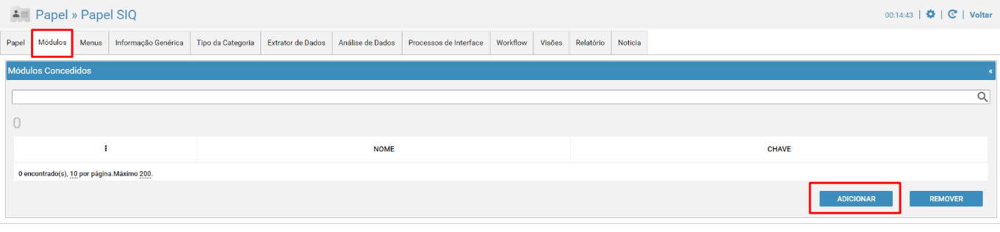 Papel » Papel SIQ
00:14:43 | | | Voltar
Papel Módulos Menus Informação Genérica Tipo da Categoria Extrator de Dados Análise de Dados Processos de Interface Workflow Visões Relatório Noticia
Módulos Concedidos «
0
NOME CHAVE
0 encontrado(s), 10 por página.Máximo 200.
ADICIONAR REMOVER